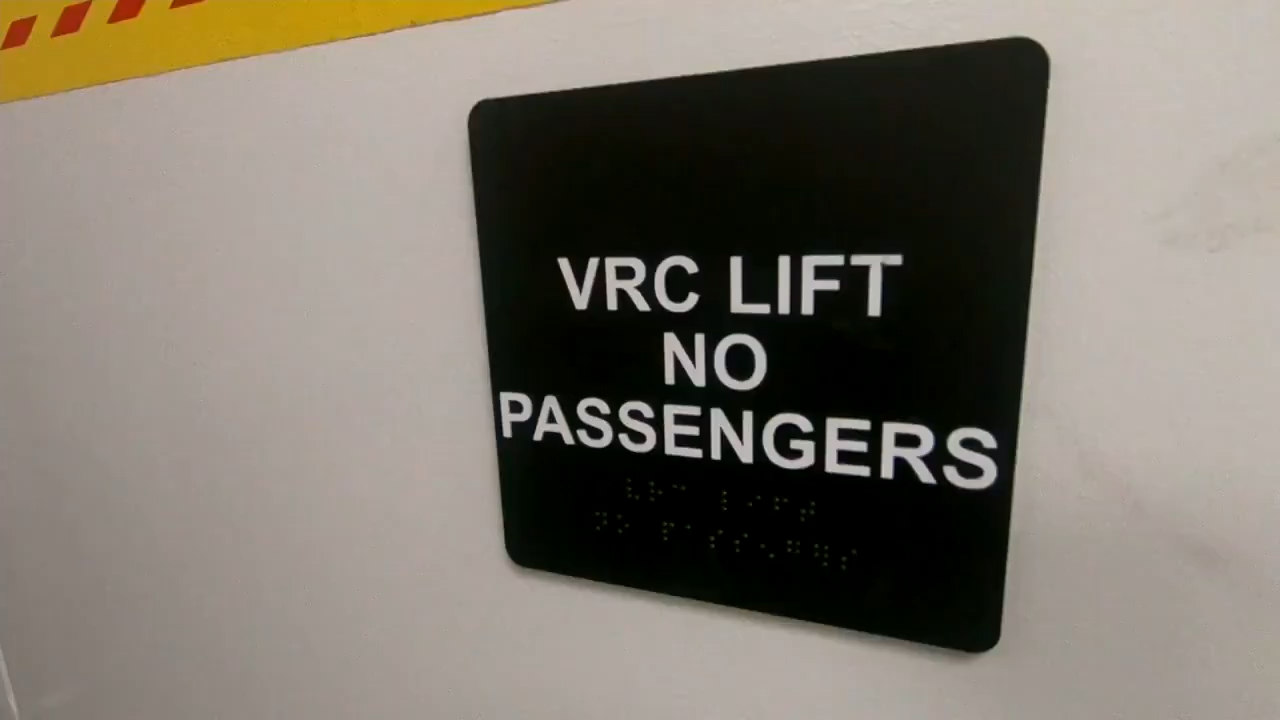 VRC LIFT
NO
PASSENGERS
⠧⠗⠉ ⠇⠊⠋⠞
⠝⠕ ⠏⠁⠎⠎⠢⠛⠻⠎